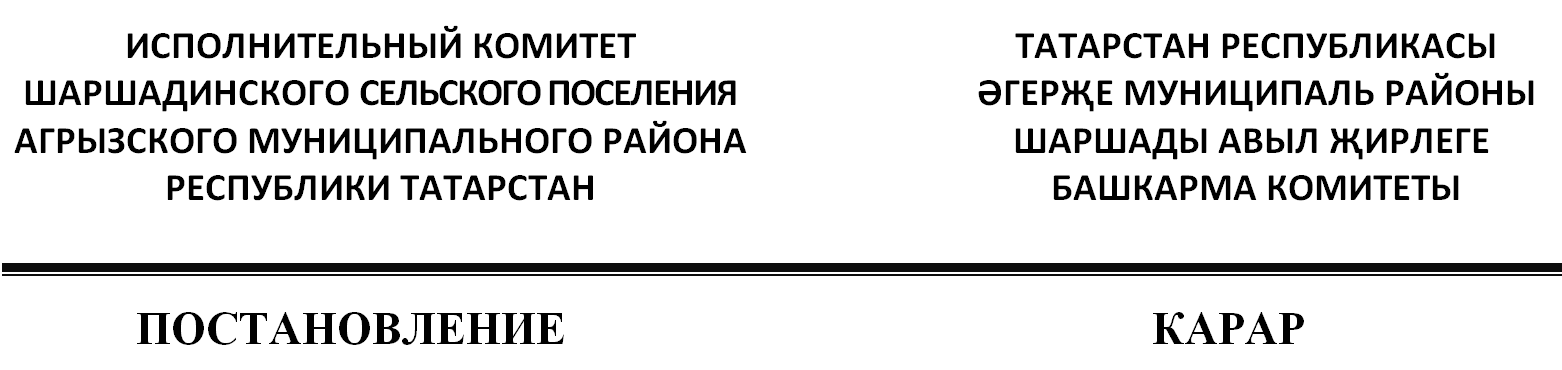 ИСПОЛНИТЕЛЬНЫЙ КОМИТЕТ
ШАРШАДИНСКОГО СЕЛЬСКОГО ПОСЕЛЕНИЯ
АГРЫЗСКОГО МУНИЦИПАЛЬНОГО РАЙОНА
РЕСПУБЛИКИ ТАТАРСТАН
ТАТАРСТАН РЕСПУБЛИКАСЫ
ӘГЕРҖЕ МУНИЦИПАЛЬ РАЙОНЫ
ШАРШАДЫ АВЫЛ ҖИРЛЕГЕ
БАШКАРМА КОМИТЕТЫ
ПОСТАНОВЛЕНИЕ
КАРАР